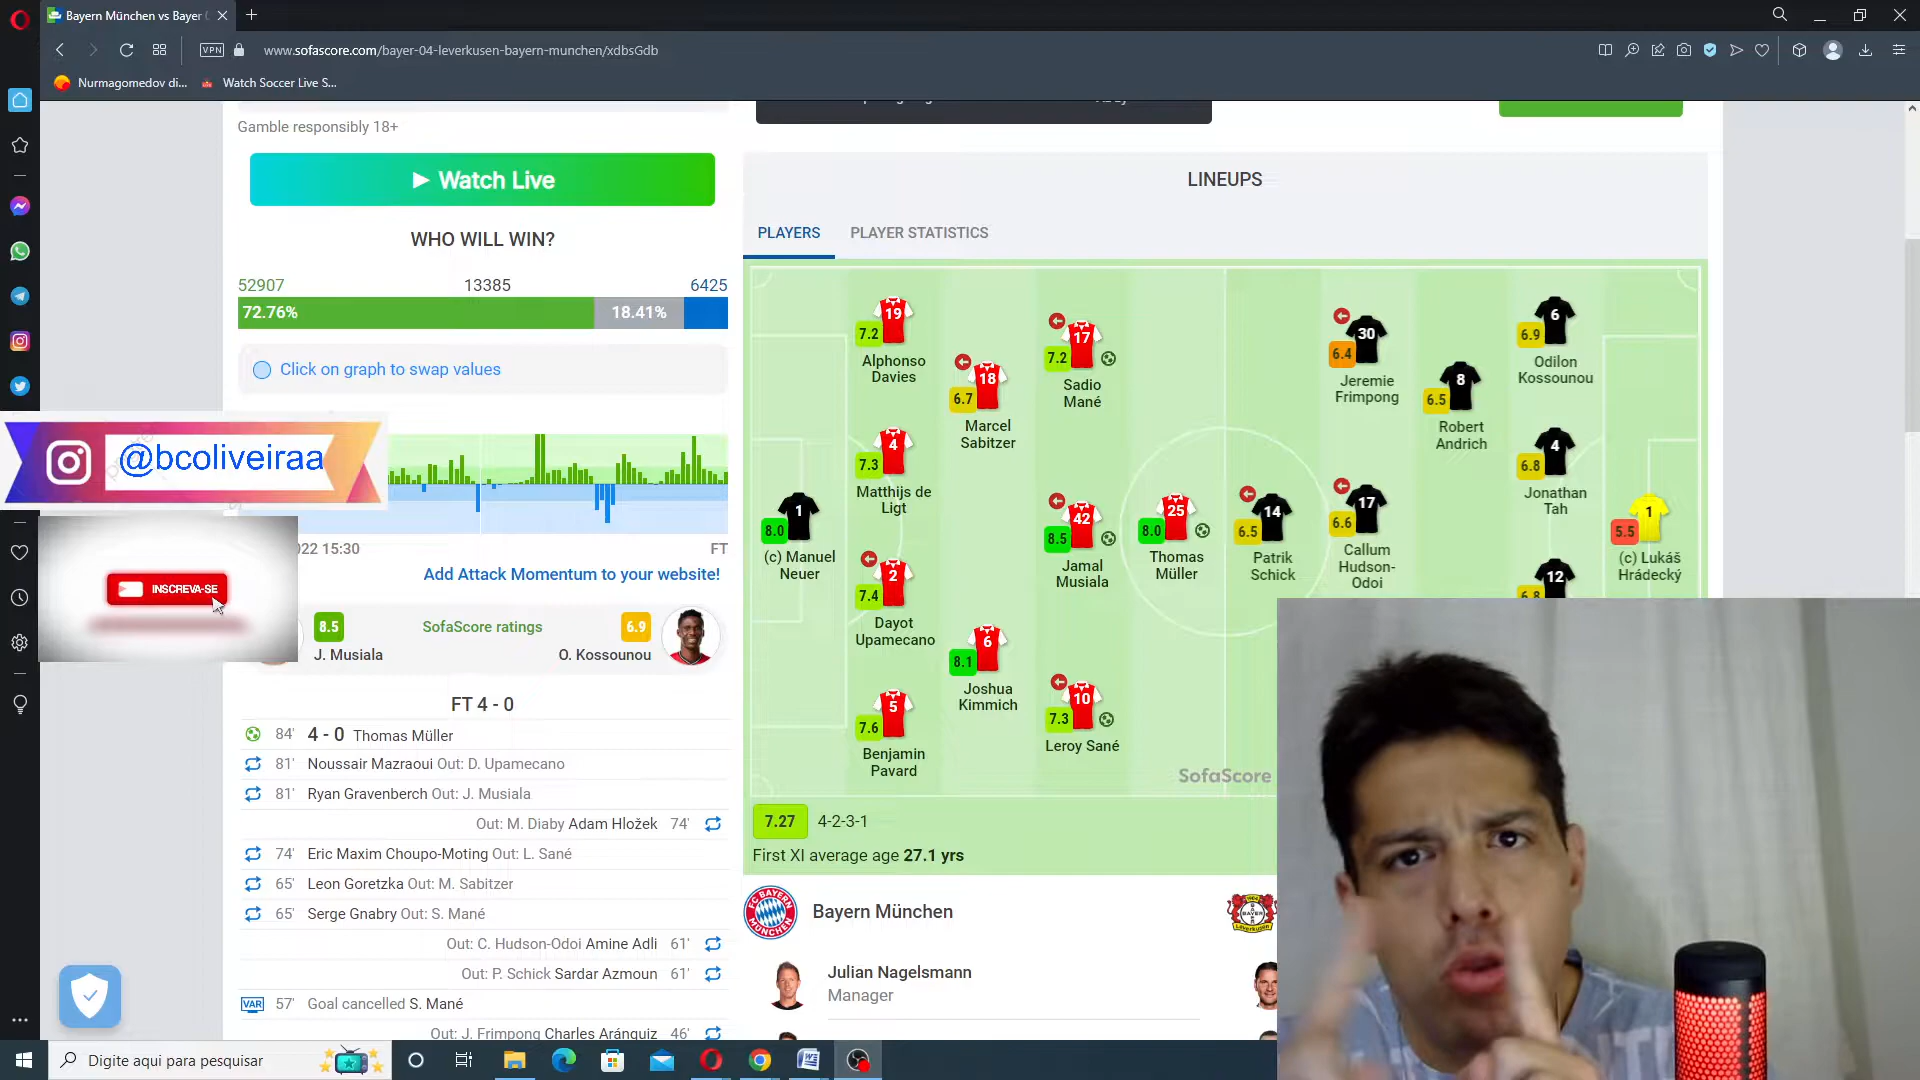 Bayern München vs Bayer
www.sofascore.com/bayer-04-leverkusen-bayern-munchen/xdbsGdb
VPN
Nurmagomedov di...
Watch Soccer Live S...
Gamble responsibly 18+
Watch Live
WHO WILL WIN?
52907
13385
6425
72.76%
18.41%
Click on graph to swap values
@bcoliveiraa
022 15:30
FT
Add Attack Momentum to your website!
INSCREVA-SE
8.5
SofaScore ratings
6.9
J. Musiala
O. Kossounou
FT 4 - 0
84' 4 - 0 Thomas Müller
81' Noussair Mazraoui Out: D. Upamecano
81' Ryan Gravenberch Out: J. Musiala
Out: M. Diaby Adam Hložek 74'
74' Eric Maxim Choupo-Moting Out: L. Sané
65' Leon Goretzka Out: M. Sabitzer
65' Serge Gnabry Out: S. Mané
Out: C. Hudson-Odoi Amine Adli 61'
Out: P. Schick Sardar Azmoun 61'
VAR 57' Goal cancelled S. Mané
Out: J. Frimpong Charles Aránguiz 46'
LINEUPS
PLAYERS
PLAYER STATISTICS
1
8.0
(c) Manuel
Neuer
19
7.2
Alphonso
Davies
4
7.3
Matthijs de
Ligt
2
7.4
Dayot
Upamecano
5
7.6
Benjamin
Pavard
18
6.7
Marcel
Sabitzer
6
8.1
Joshua
Kimmich
17
7.2
Sadio
Mané
42
8.5
Jamal
Musiala
10
7.3
Leroy Sané
25
8.0
Thomas
Müller
14
6.5
Patrik
Schick
30
6.4
Jeremie
Frimpong
17
6.6
Callum
Hudson-
Odoi
8
6.5
Robert
Andrich
6
6.9
Odilon
Kossounou
4
6.8
Jonathan
Tah
12
6.8
1
5.5
(c) Lukáš
Hrádecký
SofaScore
7.27
4-2-3-1
First XI average age 27.1 yrs
Bayern München
Julian Nagelsmann
Manager
Digite aqui para pesquisar